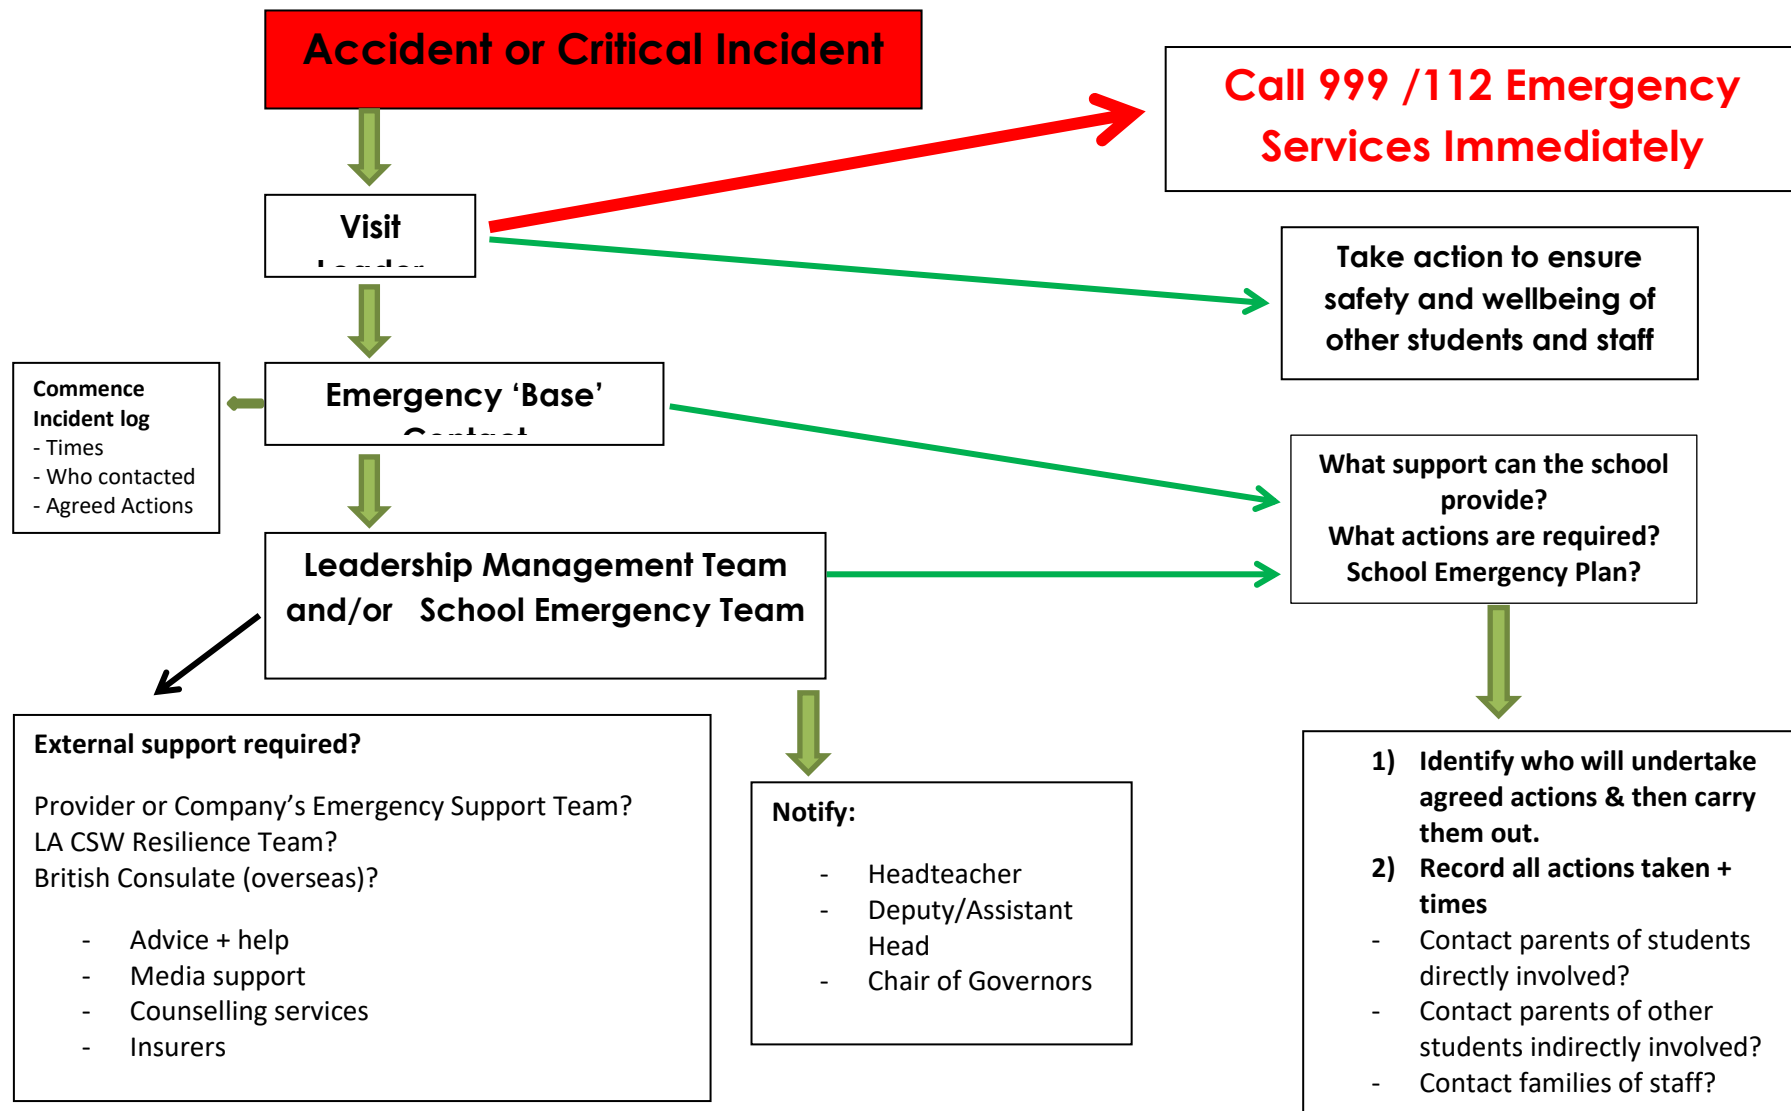 Accident or Critical Incident
Call 999 /112 Emergency
Services Immediately
Visit
Leader
Take action to ensure
safety and wellbeing of
other students and staff
Emergency ‘Base’
Contact
Commence
Incident log
- Times
- Who contacted
- Agreed Actions
What support can the school
provide?
What actions are required?
School Emergency Plan?
Leadership Management Team
and/or School Emergency Team
External support required?
Provider or Company’s Emergency Support Team?
LA CSW Resilience Team?
British Consulate (overseas)?
- Advice + help
- Media support
- Counselling services
- Insurers
Notify:
- Headteacher
- Deputy/Assistant
Head
- Chair of Governors
1) Identify who will undertake
agreed actions & then carry
them out.
2) Record all actions taken +
times
- Contact parents of students
directly involved?
- Contact parents of other
students indirectly involved?
- Contact families of staff?